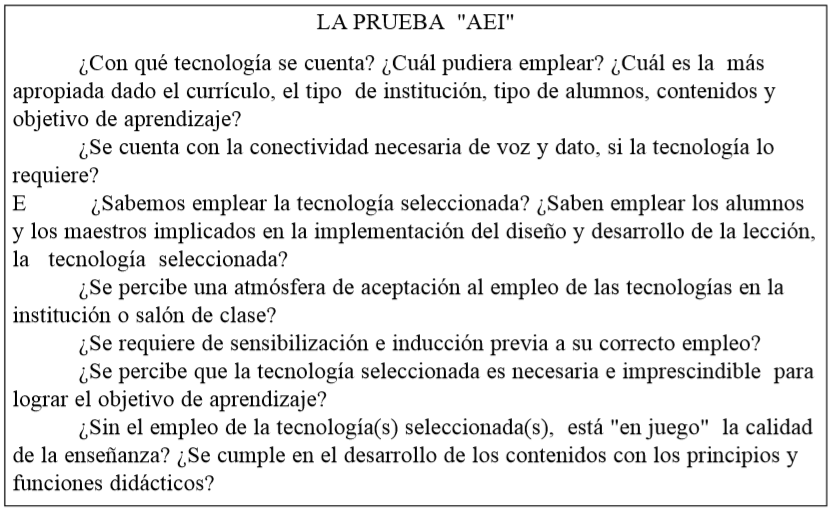 LA PRUEBA "AEI"
¿Con qué tecnología se cuenta? ¿Cuál pudiera emplear? ¿Cuál es la más
apropiada dado el currículo, el tipo de institución, tipo de alumnos, contenidos y
objetivo de aprendizaje?
¿Se cuenta con la conectividad necesaria de voz y dato, si la tecnología lo
requiere?
E ¿Sabemos emplear la tecnología seleccionada? ¿Saben emplear los alumnos
y los maestros implicados en la implementación del diseño y desarrollo de la lección,
la tecnología seleccionada?
¿Se percibe una atmósfera de aceptación al empleo de las tecnologías en la
institución o salón de clase?
¿Se requiere de sensibilización e inducción previa a su correcto empleo?
¿Se percibe que la tecnología seleccionada es necesaria e imprescindible para
lograr el objetivo de aprendizaje?
¿Sin el empleo de la tecnología(s) seleccionada(s), está "en juego" la calidad
de la enseñanza? ¿Se cumple en el desarrollo de los contenidos con los principios y
funciones didácticos?